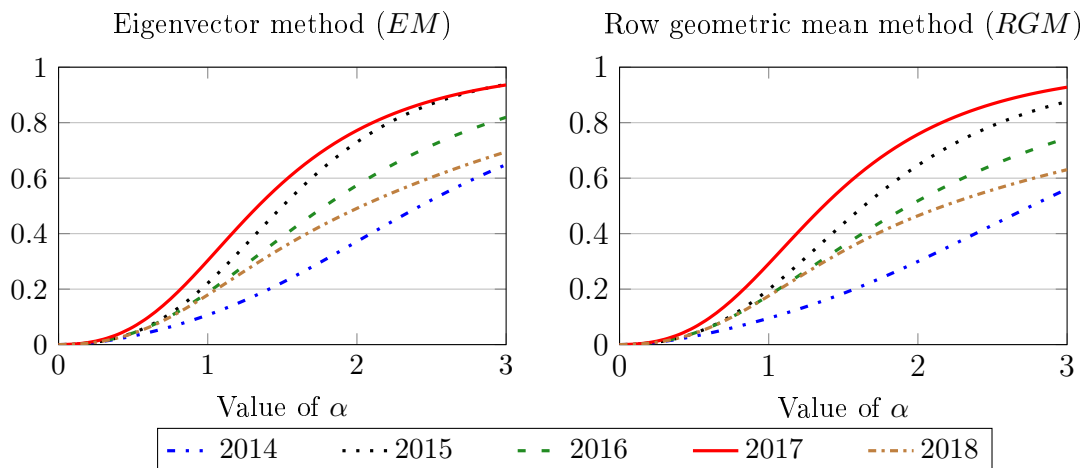 Eigenvector method (EM)
Row geometric mean method (RGM)
1
0.8
0.6
0.4
0.2
0
0 1 2 3
Value of α
1
0.8
0.6
0.4
0.2
0
0 1 2 3
Value of α
2014 2015 2016 2017 2018